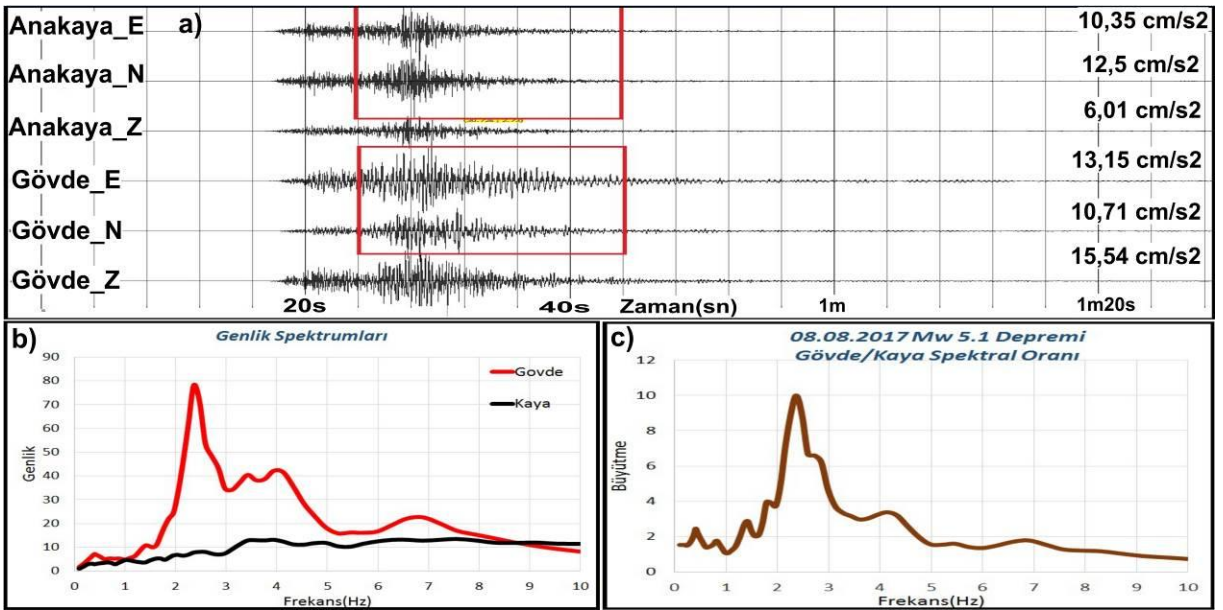 a)
Anakaya_E
10,35 cm/s2
Anakaya_N
12,5 cm/s2
Anakaya_Z
6,01 cm/s2
Gövde_E
13,15 cm/s2
Gövde_N
10,71 cm/s2
Gövde_Z
15,54 cm/s2
20s 40s Zaman(sn) 1m 1m20s
b)
Genlik Spektrumları
Genlik
90
80
70
60
50
40
30
20
10
0
Govde
Kaya
0 1 2 3 4 5 6 7 8 9 10
Frekans(Hz)
c)
08.08.2017 Mw 5.1 Depremi
Gövde/Kaya Spektral Oranı
Büyütme
12
10
8
6
4
2
0
0 1 2 3 4 5 6 7 8 9 10
Frekans(Hz)